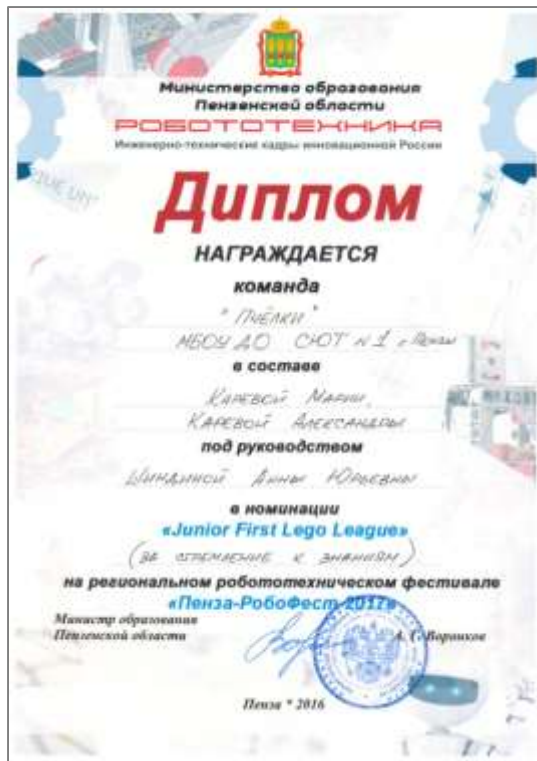 Министерство образования
Пензенской области
РОБОТОТЕХНИКА
Инженерно-технические кадры инновационной России
Диплом
НАГРАЖДАЕТСЯ
команда
"Пчёлки"
МБОУ ДО СЮТ №1 г. Пензы
в составе
Каревой Марии,
Каревой Александры
под руководством
Шиндиной Анны Юрьевны
в номинации
«Junior First Lego League»
(за стремление к знаниям)
на региональном робототехническом фестивале
«Пенза-РобоФест-2017»
Министр образования
Пензенской области
А. Г. Воронков
Пенза * 2016